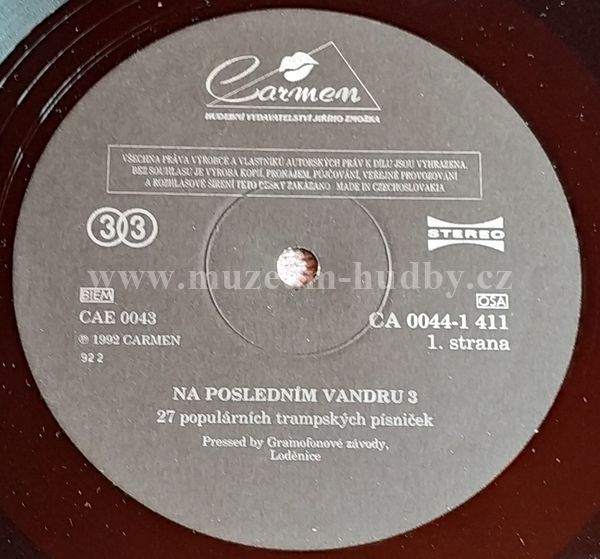 Carmen
HUDEBNÍ VYDAVATELSTVÍ JIŘÍHO ZMOŽKA
VŠECHNA PRÁVA VÝROBCE A VLASTNÍKŮ AUTORSKÝCH PRÁV K DÍLU JSOU VYHRAZENA.
BEZ SOUHLASU JE VÝROBA KOPIÍ, PRONÁJEM, PŮJČOVÁNÍ, VEŘEJNÉ PROVOZOVÁNÍ
A ROZHLASOVÉ ŠÍŘENÍ TÉTO DESKY ZAKÁZÁNO MADE IN CZECHOSLOVAKIA
33
STEREO
www.muzeum-hudby.cz
BIEM
OSA
CAE 0043
CA 0044-1 411
℗ 1992 CARMEN
1. strana
92 2
NA POSLEDNÍM VANDRU 3
27 populárních trampských písniček
Pressed by Gramofonové závody,
Loděnice